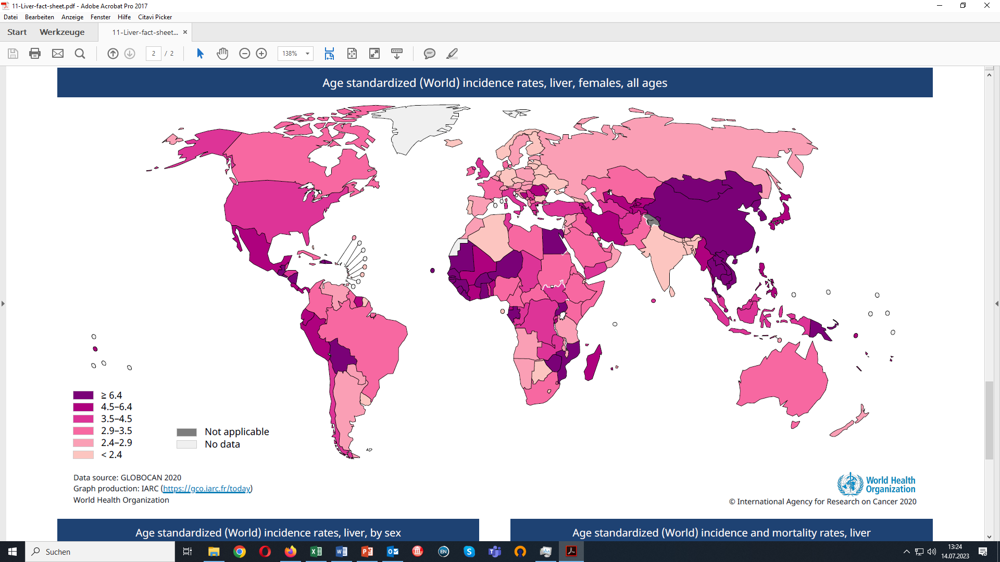 11-Liver-fact-sheet.pdf - Adobe Acrobat Pro 2017
Datei Bearbeiten Anzeige Fenster Hilfe Citavi Picker
Start Werkzeuge 11-Liver-fact-sheet... ×
2 / 2 138%
Age standardized (World) incidence rates, liver, females, all ages
≥ 6.4
4.5–6.4
3.5–4.5
2.9–3.5
2.4–2.9
< 2.4
Not applicable
No data
Data source: GLOBOCAN 2020
Graph production: IARC (https://gco.iarc.fr/today)
World Health Organization
World Health
Organization
© International Agency for Research on Cancer 2020
Age standardized (World) incidence rates, liver, by sex
Age standardized (World) incidence and mortality rates, liver
Suchen
EN
13:24
14.07.2023